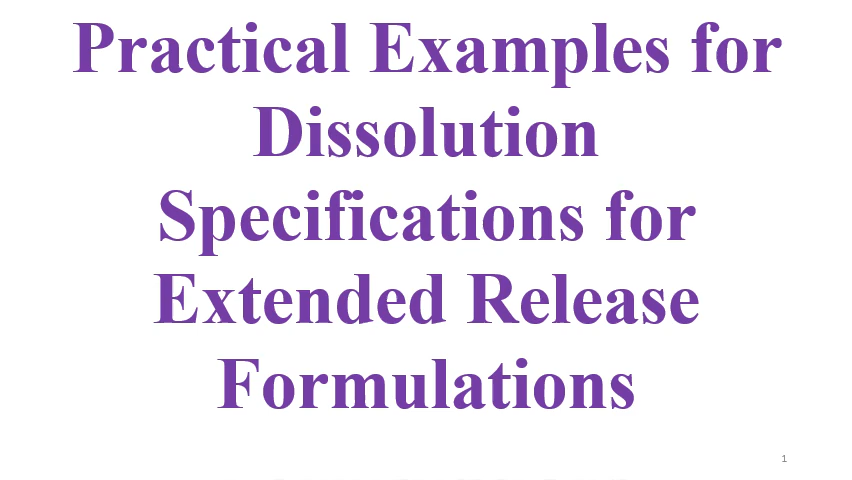 Practical Examples for
Dissolution
Specifications for
Extended Release
Formulations
1